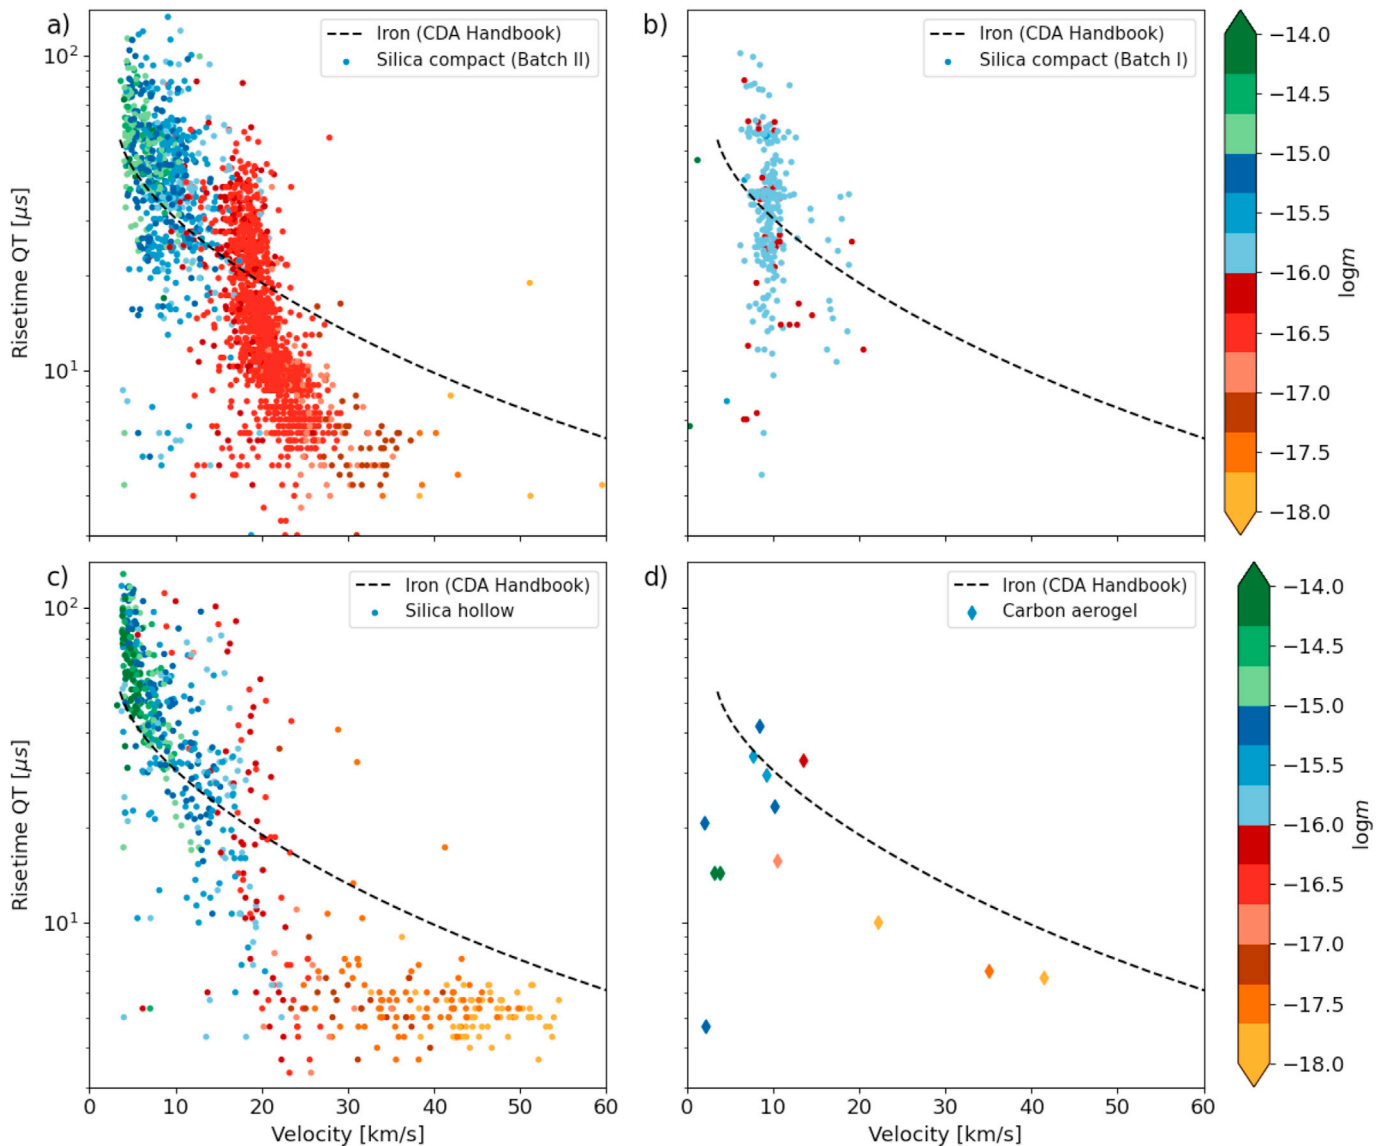 a)
Iron (CDA Handbook)
Silica compact (Batch II)
10²
10¹
Risetime QT [μs]
b)
Iron (CDA Handbook)
Silica compact (Batch I)
−14.0
−14.5
−15.0
−15.5
−16.0
−16.5
−17.0
−17.5
−18.0
logm
c)
Iron (CDA Handbook)
Silica hollow
10²
10¹
Risetime QT [μs]
0 10 20 30 40 50 60
Velocity [km/s]
d)
Iron (CDA Handbook)
Carbon aerogel
0 10 20 30 40 50 60
Velocity [km/s]
−14.0
−14.5
−15.0
−15.5
−16.0
−16.5
−17.0
−17.5
−18.0
logm